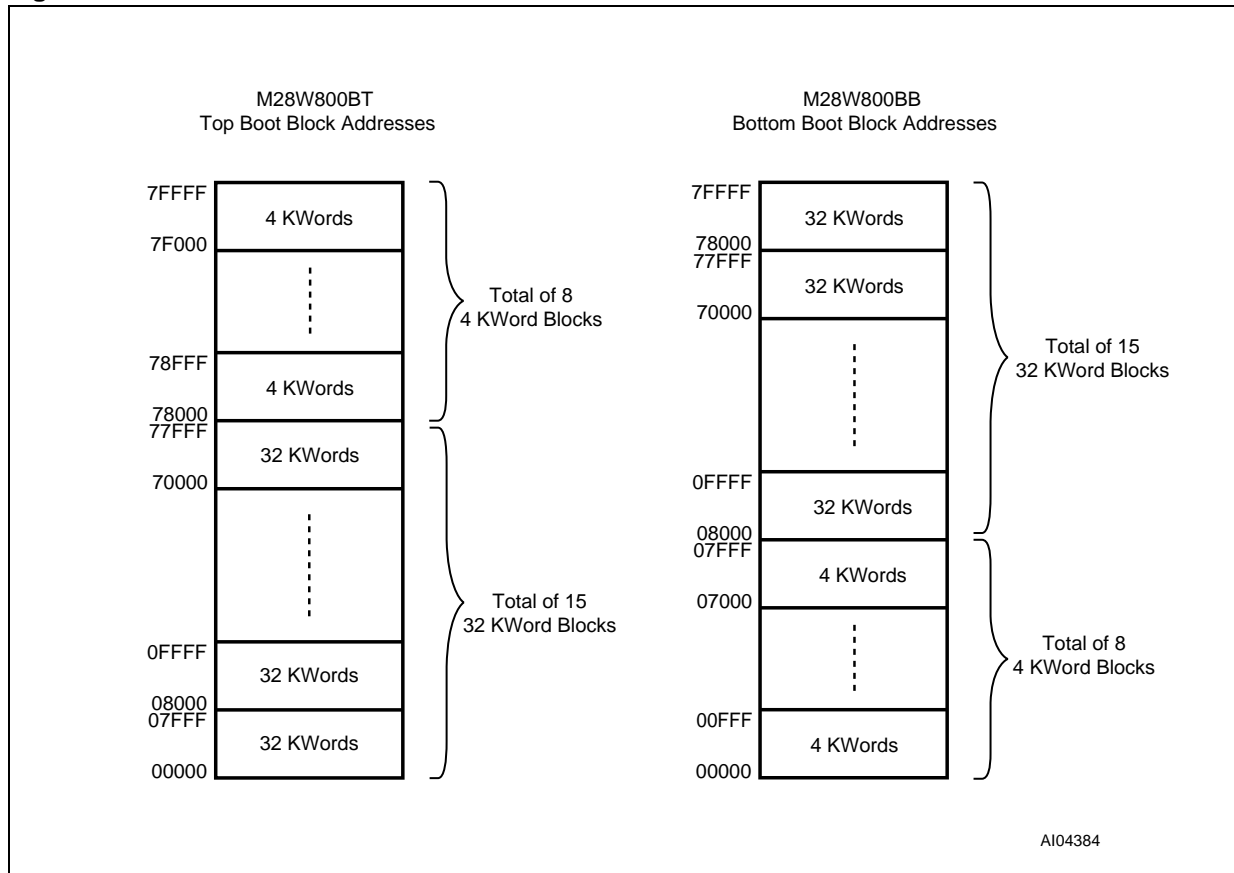 M28W800BT
Top Boot Block Addresses
7FFFF
4 KWords
7F000
Total of 8
4 KWord Blocks
78FFF
4 KWords
78000
77FFF
32 KWords
70000
Total of 15
32 KWord Blocks
0FFFF
32 KWords
08000
07FFF
32 KWords
00000
M28W800BB
Bottom Boot Block Addresses
7FFFF
32 KWords
78000
77FFF
32 KWords
70000
Total of 15
32 KWord Blocks
0FFFF
32 KWords
08000
07FFF
4 KWords
07000
Total of 8
4 KWord Blocks
00FFF
4 KWords
00000
AI04384